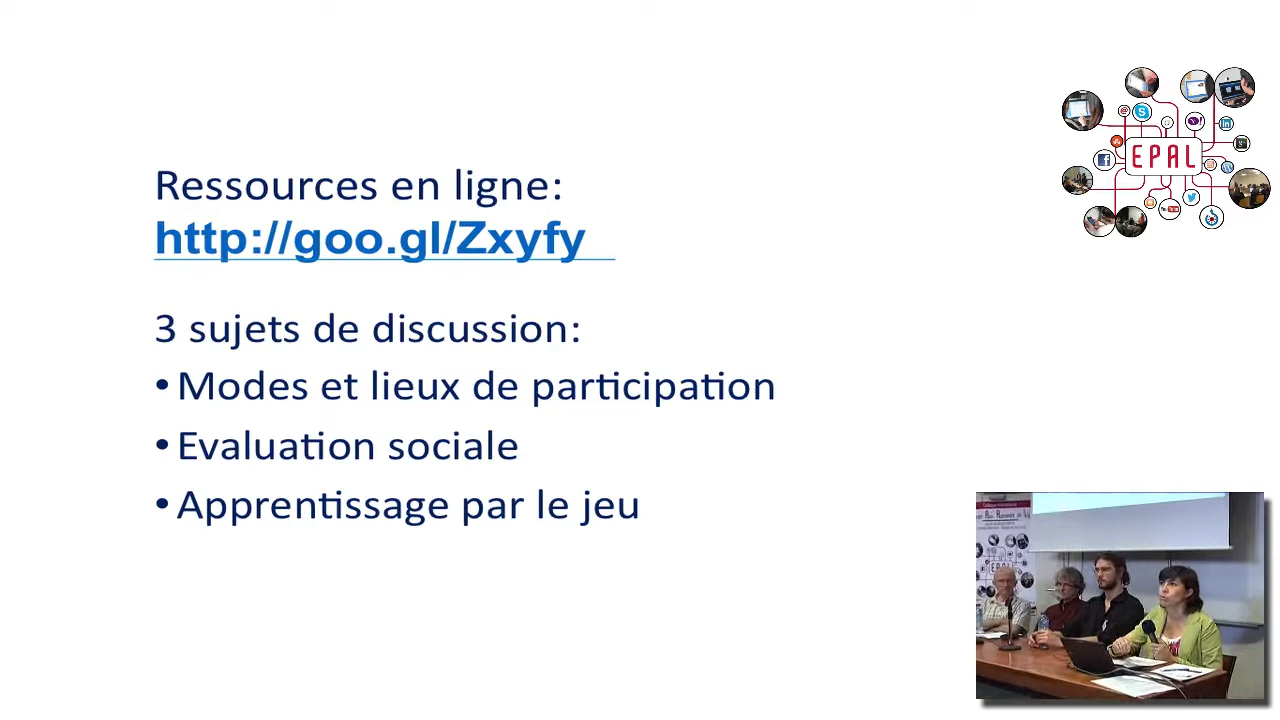 Ressources en ligne:
http://goo.gl/Zxyfy
3 sujets de discussion:
• Modes et lieux de participation
• Evaluation sociale
• Apprentissage par le jeu
EPAL